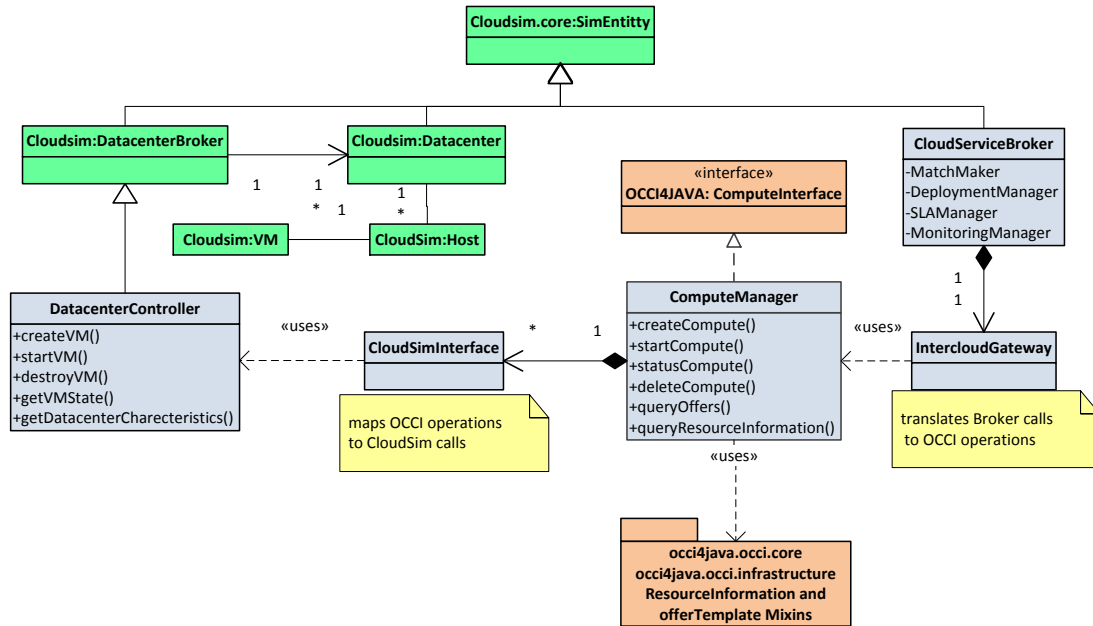 Cloudsim.core:SimEntitty
Cloudsim:DatacenterBroker
Cloudsim:Datacenter
CloudServiceBroker
-MatchMaker
-DeploymentManager
-SLAManager
-MonitoringManager
«interface»
OCCI4JAVA: ComputeInterface
1
1
1
*
1
*
Cloudsim:VM
CloudSim:Host
1
1
DatacenterController
+createVM()
+startVM()
+destroyVM()
+getVMState()
+getDatacenterCharecteristics()
«uses»
CloudSimInterface
*
1
ComputeManager
+createCompute()
+startCompute()
+statusCompute()
+deleteCompute()
+queryOffers()
+queryResourceInformation()
«uses»
IntercloudGateway
maps OCCI operations
to CloudSim calls
translates Broker calls
to OCCI operations
«uses»
occi4java.occi.core
occi4java.occi.infrastructure
ResourceInformation and
offerTemplate Mixins